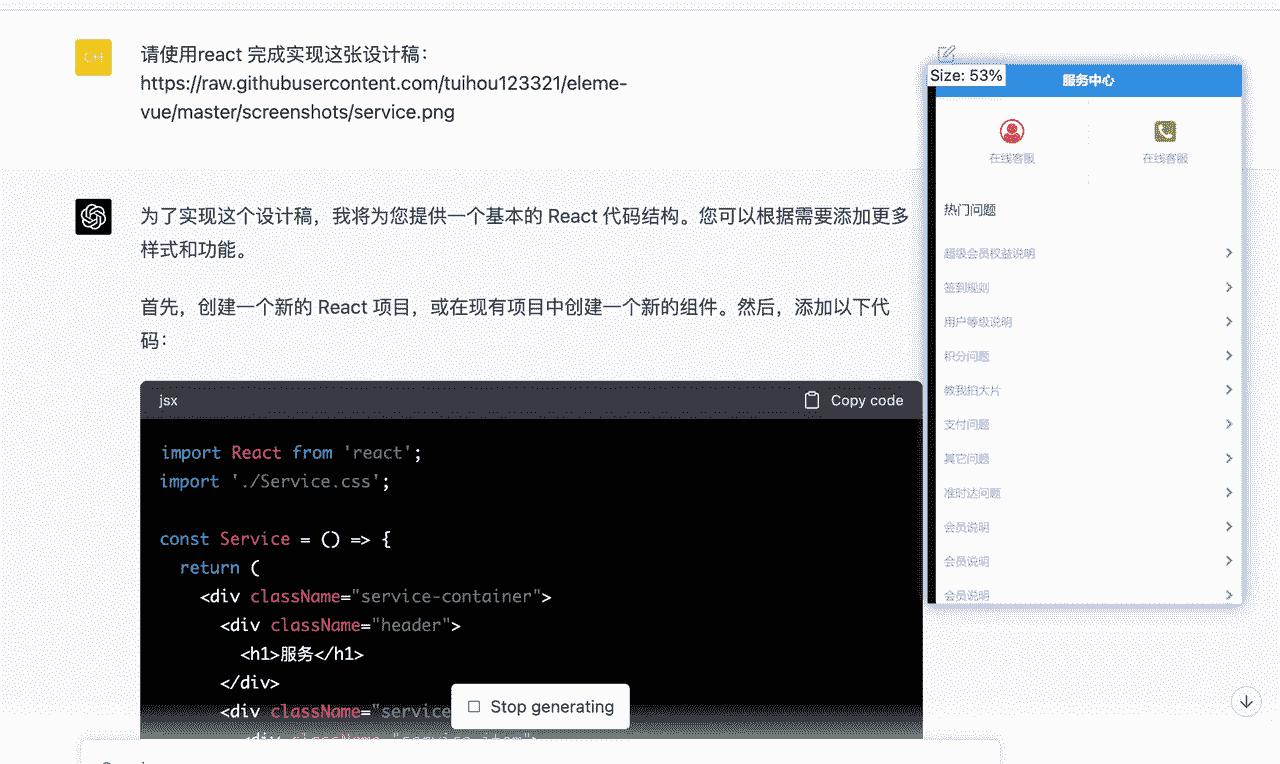 C++
请使用react 完成实现这张设计稿：
https://raw.githubusercontent.com/tuihou123321/eleme-
vue/master/screenshots/service.png
为了实现这个设计稿，我将为您提供一个基本的 React 代码结构。您可以根据需要添加更多
样式和功能。
首先，创建一个新的 React 项目，或在现有项目中创建一个新的组件。然后，添加以下代
码：
jsx
Copy code
import React from 'react';
import './Service.css';
const Service = () => {
return (
<div className="service-container">
<div className="header">
<h1>服务</h1>
</div>
<div className="service
<div className="service-item">
Stop generating
Size: 53%
服务中心
在线客服
在线客服
热门问题
超级会员权益说明
签到规则
用户等级说明
积分问题
教我拍大片
支付问题
其它问题
准时达问题
会员说明
会员说明
会员说明